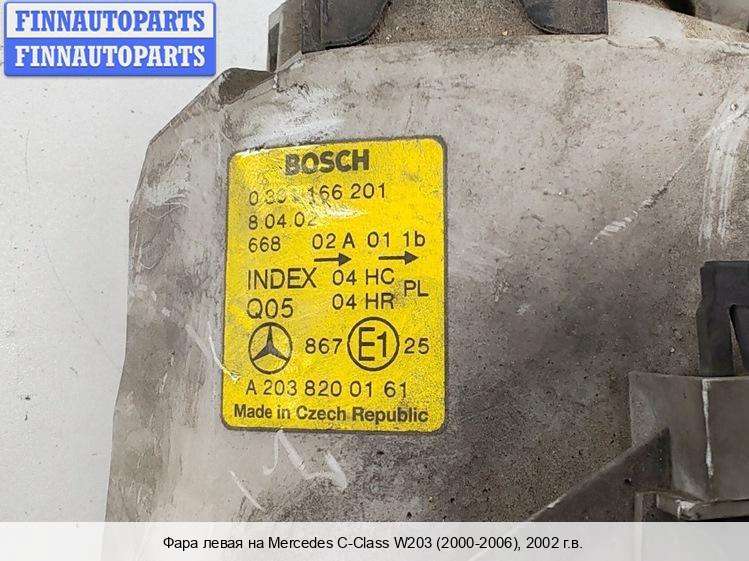 FINNAUTOPARTS
FINNAUTOPARTS
BOSCH
166 201
8.04.02
668 02 A 01 1b
INDEX 04 HC PL
Q05 04 HR
867 E1 25
A 203 820 01 61
Made in Czech Republic
Фара левая на Mercedes C-Class W203 (2000-2006), 2002 г.в.